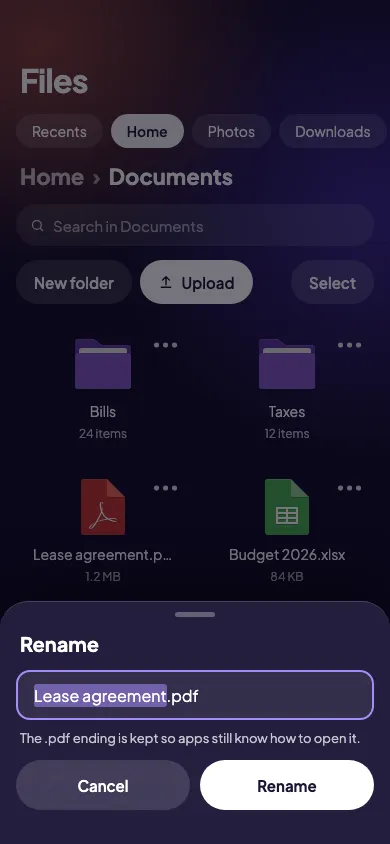 Files
Recents
Home
Photos
Downloads
Home › Documents
Search in Documents
New folder
Upload
Select
Bills
24 items
Taxes
12 items
Lease agreement.p...
1.2 MB
Budget 2026.xlsx
84 KB
Rename
Lease agreement.pdf
The .pdf ending is kept so apps still know how to open it.
Cancel
Rename